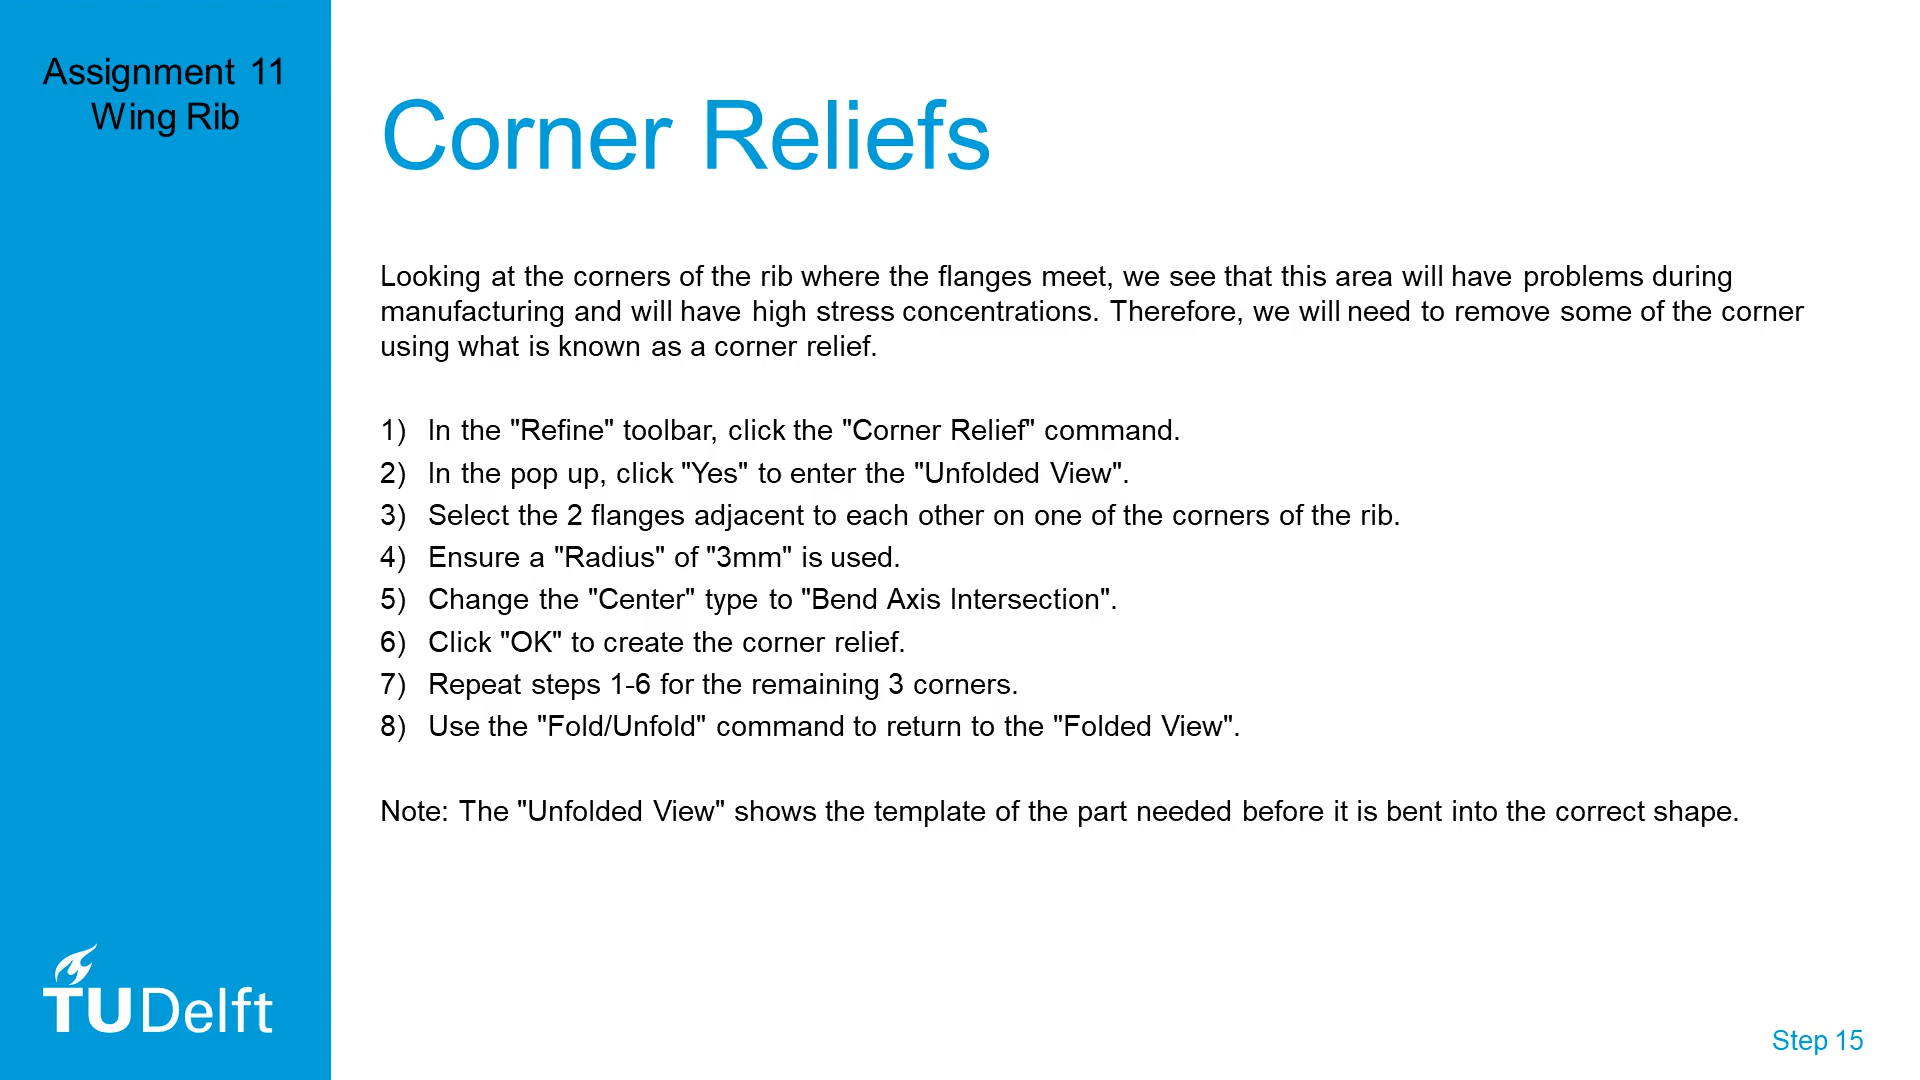 Assignment 11
Wing Rib
Corner Reliefs
Looking at the corners of the rib where the flanges meet, we see that this area will have problems during
manufacturing and will have high stress concentrations. Therefore, we will need to remove some of the corner
using what is known as a corner relief.
1) In the "Refine" toolbar, click the "Corner Relief" command.
2) In the pop up, click "Yes" to enter the "Unfolded View".
3) Select the 2 flanges adjacent to each other on one of the corners of the rib.
4) Ensure a "Radius" of "3mm" is used.
5) Change the "Center" type to "Bend Axis Intersection".
6) Click "OK" to create the corner relief.
7) Repeat steps 1-6 for the remaining 3 corners.
8) Use the "Fold/Unfold" command to return to the "Folded View".
Note: The "Unfolded View" shows the template of the part needed before it is bent into the correct shape.
TUDelft
Step 15